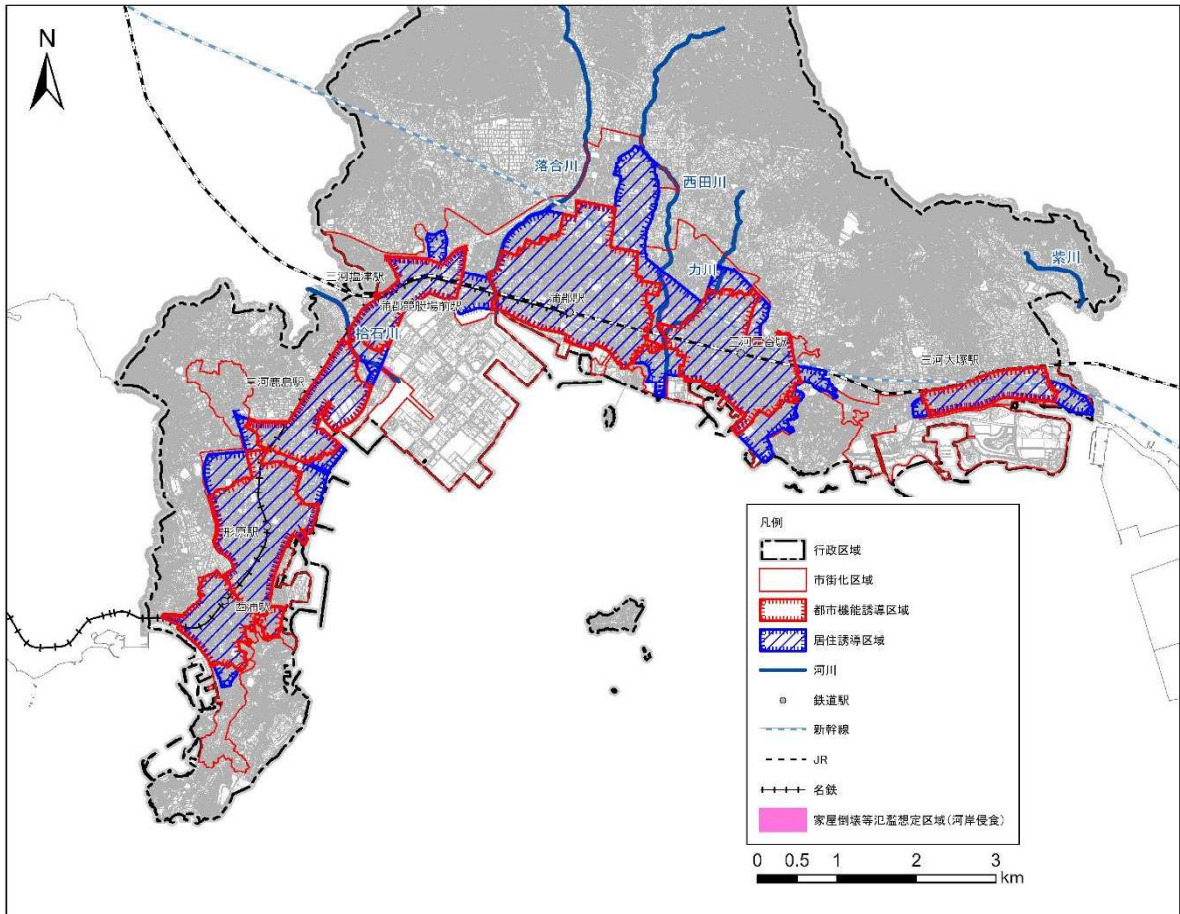 N
落合川
西田川
力川
紫川
三河塩津駅
蒲郡競艇場前駅
蒲郡駅
拾石川
三河三谷駅
三河大塚駅
三河鹿島駅
形原駅
西浦駅
凡例
行政区域
市街化区域
都市機能誘導区域
居住誘導区域
河川
鉄道駅
新幹線
JR
名鉄
家屋倒壊等氾濫想定区域(河岸侵食)
0 0.5 1 2 3
km